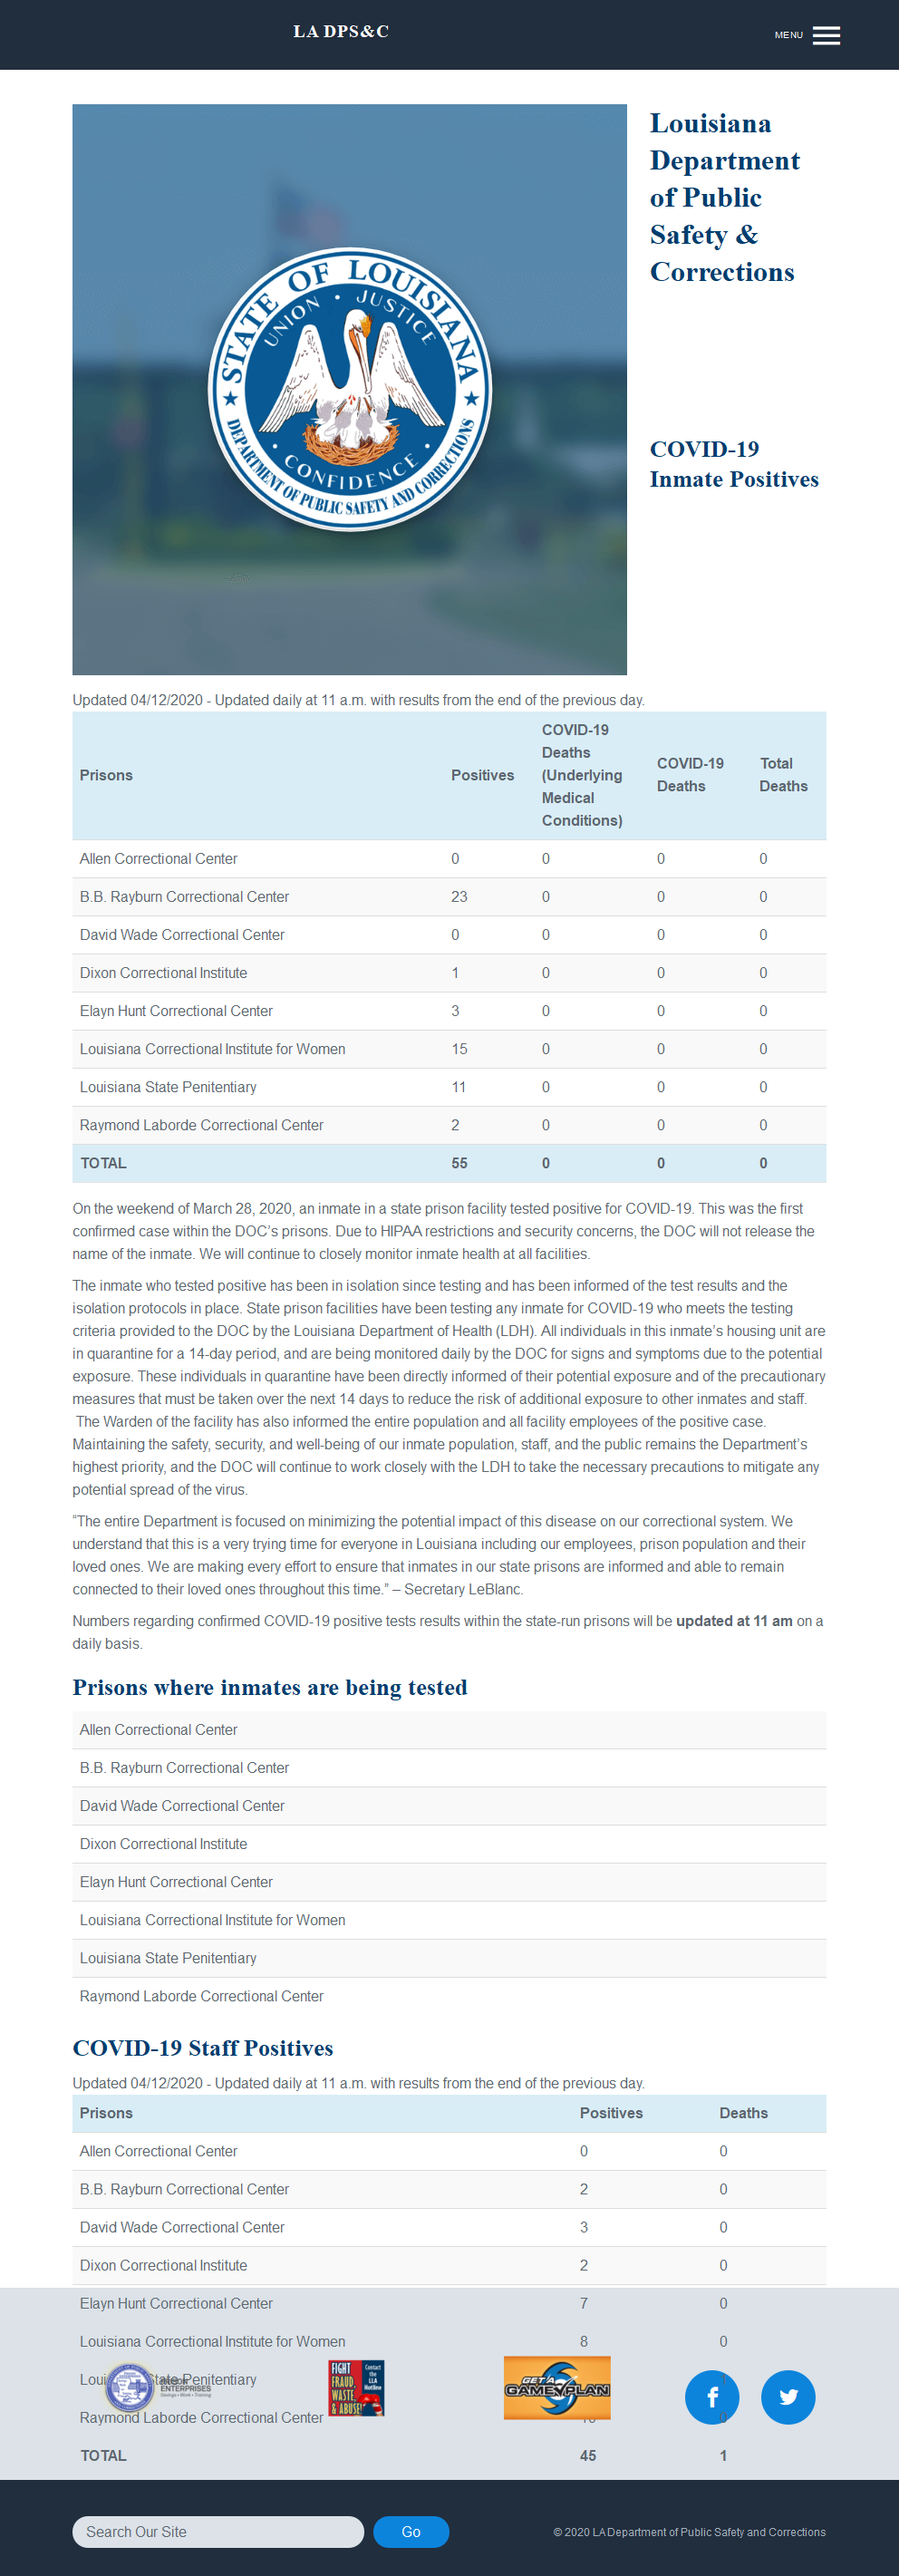 LA DPS&C
MENU
Louisiana
Department
of Public
Safety &
Corrections
STATE OF LOUISIANA
UNION • JUSTICE
CONFIDENCE
DEPARTMENT OF PUBLIC SAFETY AND CORRECTIONS
COVID-19
Inmate Positives
Updated 04/12/2020 - Updated daily at 11 a.m. with results from the end of the previous day.
Prisons Positives COVID-19 Deaths (Underlying Medical Conditions) COVID-19 Deaths Total Deaths
Allen Correctional Center 0 0 0 0
B.B. Rayburn Correctional Center 23 0 0 0
David Wade Correctional Center 0 0 0 0
Dixon Correctional Institute 1 0 0 0
Elayn Hunt Correctional Center 3 0 0 0
Louisiana Correctional Institute for Women 15 0 0 0
Louisiana State Penitentiary 11 0 0 0
Raymond Laborde Correctional Center 2 0 0 0
TOTAL 55 0 0 0
On the weekend of March 28, 2020, an inmate in a state prison facility tested positive for COVID-19. This was the first
confirmed case within the DOC’s prisons. Due to HIPAA restrictions and security concerns, the DOC will not release the
name of the inmate. We will continue to closely monitor inmate health at all facilities.
The inmate who tested positive has been in isolation since testing and has been informed of the test results and the
isolation protocols in place. State prison facilities have been testing any inmate for COVID-19 who meets the testing
criteria provided to the DOC by the Louisiana Department of Health (LDH). All individuals in this inmate’s housing unit are
in quarantine for a 14-day period, and are being monitored daily by the DOC for signs and symptoms due to the potential
exposure. These individuals in quarantine have been directly informed of their potential exposure and of the precautionary
measures that must be taken over the next 14 days to reduce the risk of additional exposure to other inmates and staff.
The Warden of the facility has also informed the entire population and all facility employees of the positive case.
Maintaining the safety, security, and well-being of our inmate population, staff, and the public remains the Department’s
highest priority, and the DOC will continue to work closely with the LDH to take the necessary precautions to mitigate any
potential spread of the virus.
“The entire Department is focused on minimizing the potential impact of this disease on our correctional system. We
understand that this is a very trying time for everyone in Louisiana including our employees, prison population and their
loved ones. We are making every effort to ensure that inmates in our state prisons are informed and able to remain
connected to their loved ones throughout this time.” – Secretary LeBlanc.
Numbers regarding confirmed COVID-19 positive tests results within the state-run prisons will be updated at 11 am on a
daily basis.
Prisons where inmates are being tested
Allen Correctional Center
B.B. Rayburn Correctional Center
David Wade Correctional Center
Dixon Correctional Institute
Elayn Hunt Correctional Center
Louisiana Correctional Institute for Women
Louisiana State Penitentiary
Raymond Laborde Correctional Center
COVID-19 Staff Positives
Updated 04/12/2020 - Updated daily at 11 a.m. with results from the end of the previous day.
Prisons Positives Deaths
Allen Correctional Center 0 0
B.B. Rayburn Correctional Center 2 0
David Wade Correctional Center 3 0
Dixon Correctional Institute 2 0
Elayn Hunt Correctional Center 7 0
Louisiana Correctional Institute for Women 8 0
State Penitentiary
ENTERPRISES
FIGHT FRAUD, WASTE, & ABUSE!
Contact the LLA Hotline
GET A GAMEPLAN
Raymond Laborde Correctional Center
TOTAL 45 1
Search Our Site
Go
© 2020 LA Department of Public Safety and Corrections